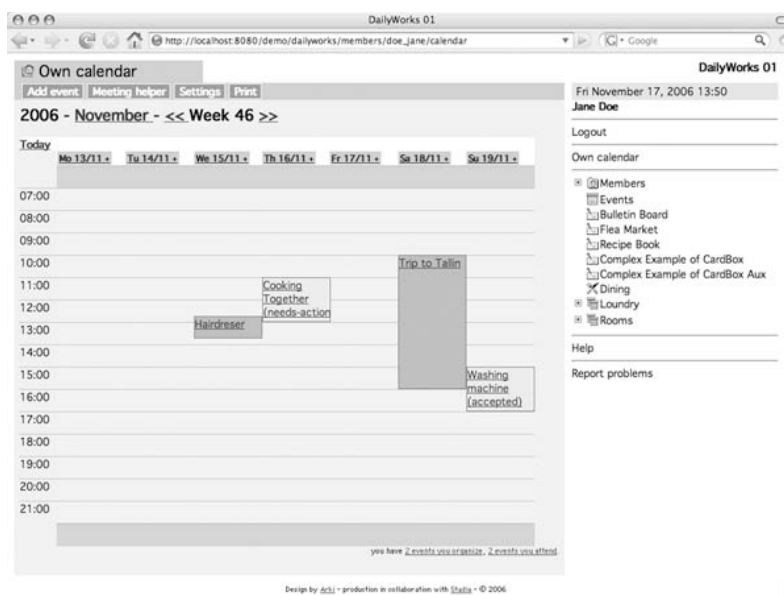 DailyWorks 01
http://localhost:8080/demo/dailyworks/members/doe_jane/calendar
G Google
Own calendar
Add event Meeting helper Settings Print
2006 - November - << Week 46 >>
Today
Mo 13/11 + Tu 14/11 + We 15/11 + Th 16/11 + Fr 17/11 + Sa 18/11 + Su 19/11 +
07:00
08:00
09:00
10:00
11:00
12:00
13:00
14:00
15:00
16:00
17:00
18:00
19:00
20:00
21:00
Hairdreser
Cooking
Together
(needs-action
Trip to Tallin
Washing
machine
(accepted)
you have 2 events you organize, 2 events you attend.
DailyWorks 01
Fri November 17, 2006 13:50
Jane Doe
Logout
Own calendar
Members
Events
Bulletin Board
Flea Market
Recipe Book
Complex Example of CardBox
Complex Example of CardBox Aux
Dining
Loundry
Rooms
Help
Report problems
Design by Arki - production in collaboration with Stadia - © 2006